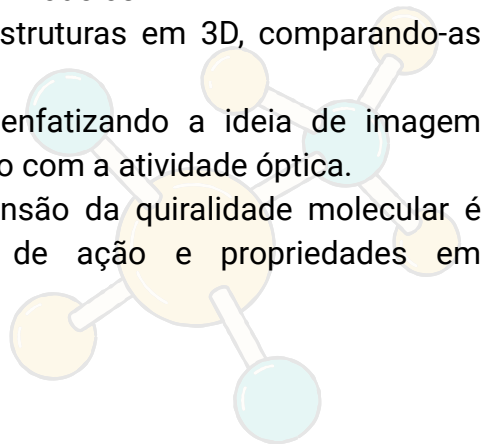 struturas em 3D, comparando-as
enfatizando a ideia de imagem
o com a atividade óptica.
nsão da quiralidade molecular é
de ação e propriedades em